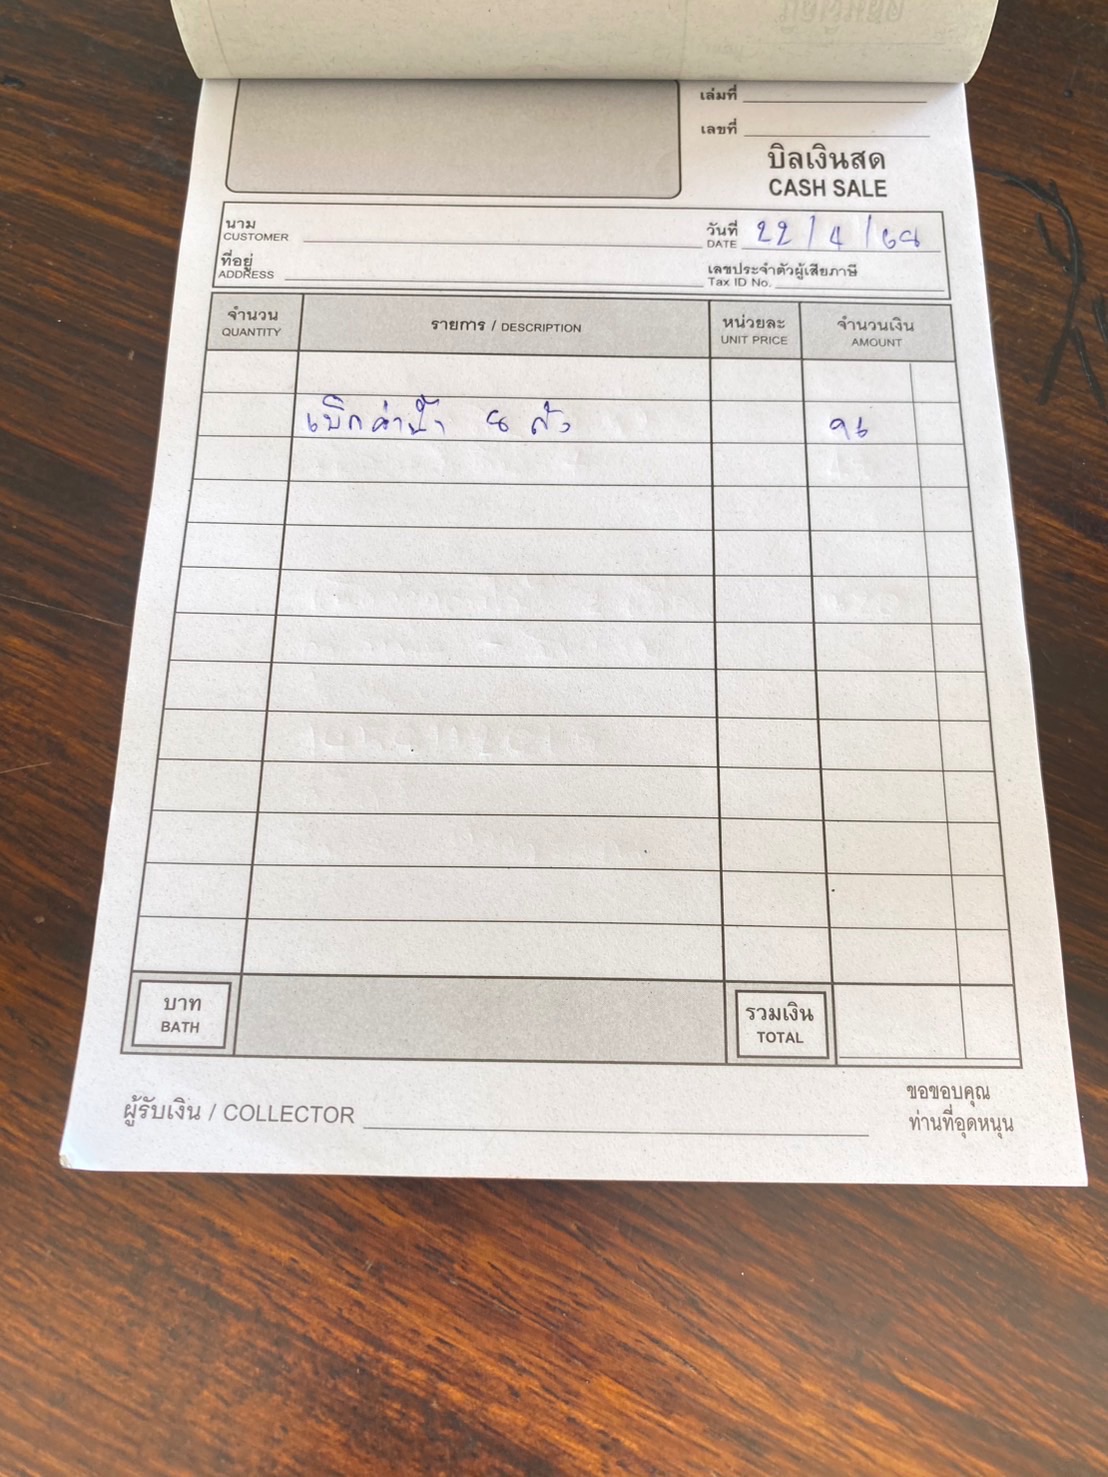 เล่มที่
เลขที่
บิลเงินสด
CASH SALE
นาม
CUSTOMER
วันที่ 22/4/68
DATE
ที่อยู่
ADDRESS
เลขประจำตัวผู้เสียภาษี
Tax ID No.
จำนวน รายการ / DESCRIPTION หน่วยละ จำนวนเงิน
QUANTITY UNIT PRICE AMOUNT
เบิกค่าน้ำ 8 ถัง 96
บาท
BATH
รวมเงิน
TOTAL
ผู้รับเงิน / COLLECTOR
ขอขอบคุณ
ท่านที่อุดหนุน